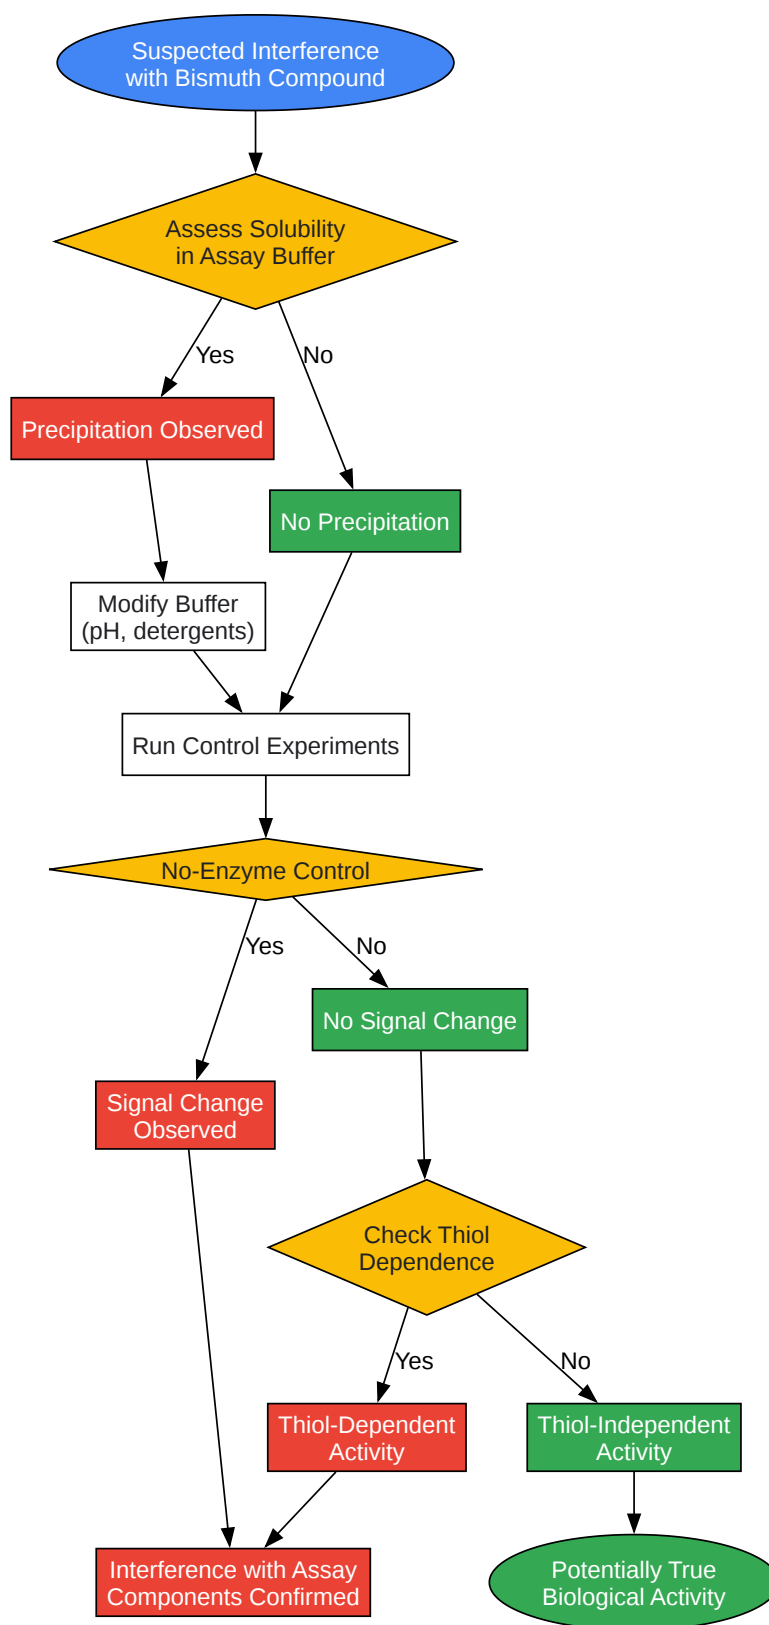 Suspected Interference
with Bismuth Compound
Assess Solubility
in Assay Buffer
Yes
No
Precipitation Observed
No Precipitation
Modify Buffer
(pH, detergents)
Run Control Experiments
No-Enzyme Control
Yes
No
No Signal Change
Signal Change
Observed
Check Thiol
Dependence
Yes
No
Thiol-Dependent
Activity
Thiol-Independent
Activity
Interference with Assay
Components Confirmed
Potentially True
Biological Activity